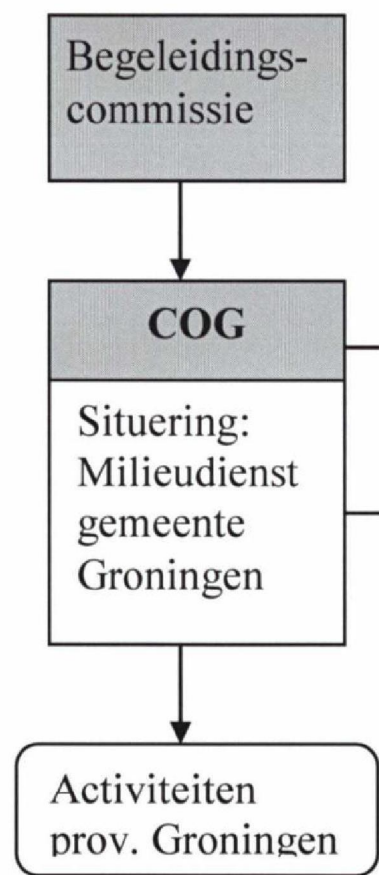 Begeleidings-
commissie
COG
Situering:
Milieudienst
gemeente
Groningen
Activiteiten
prov. Groningen